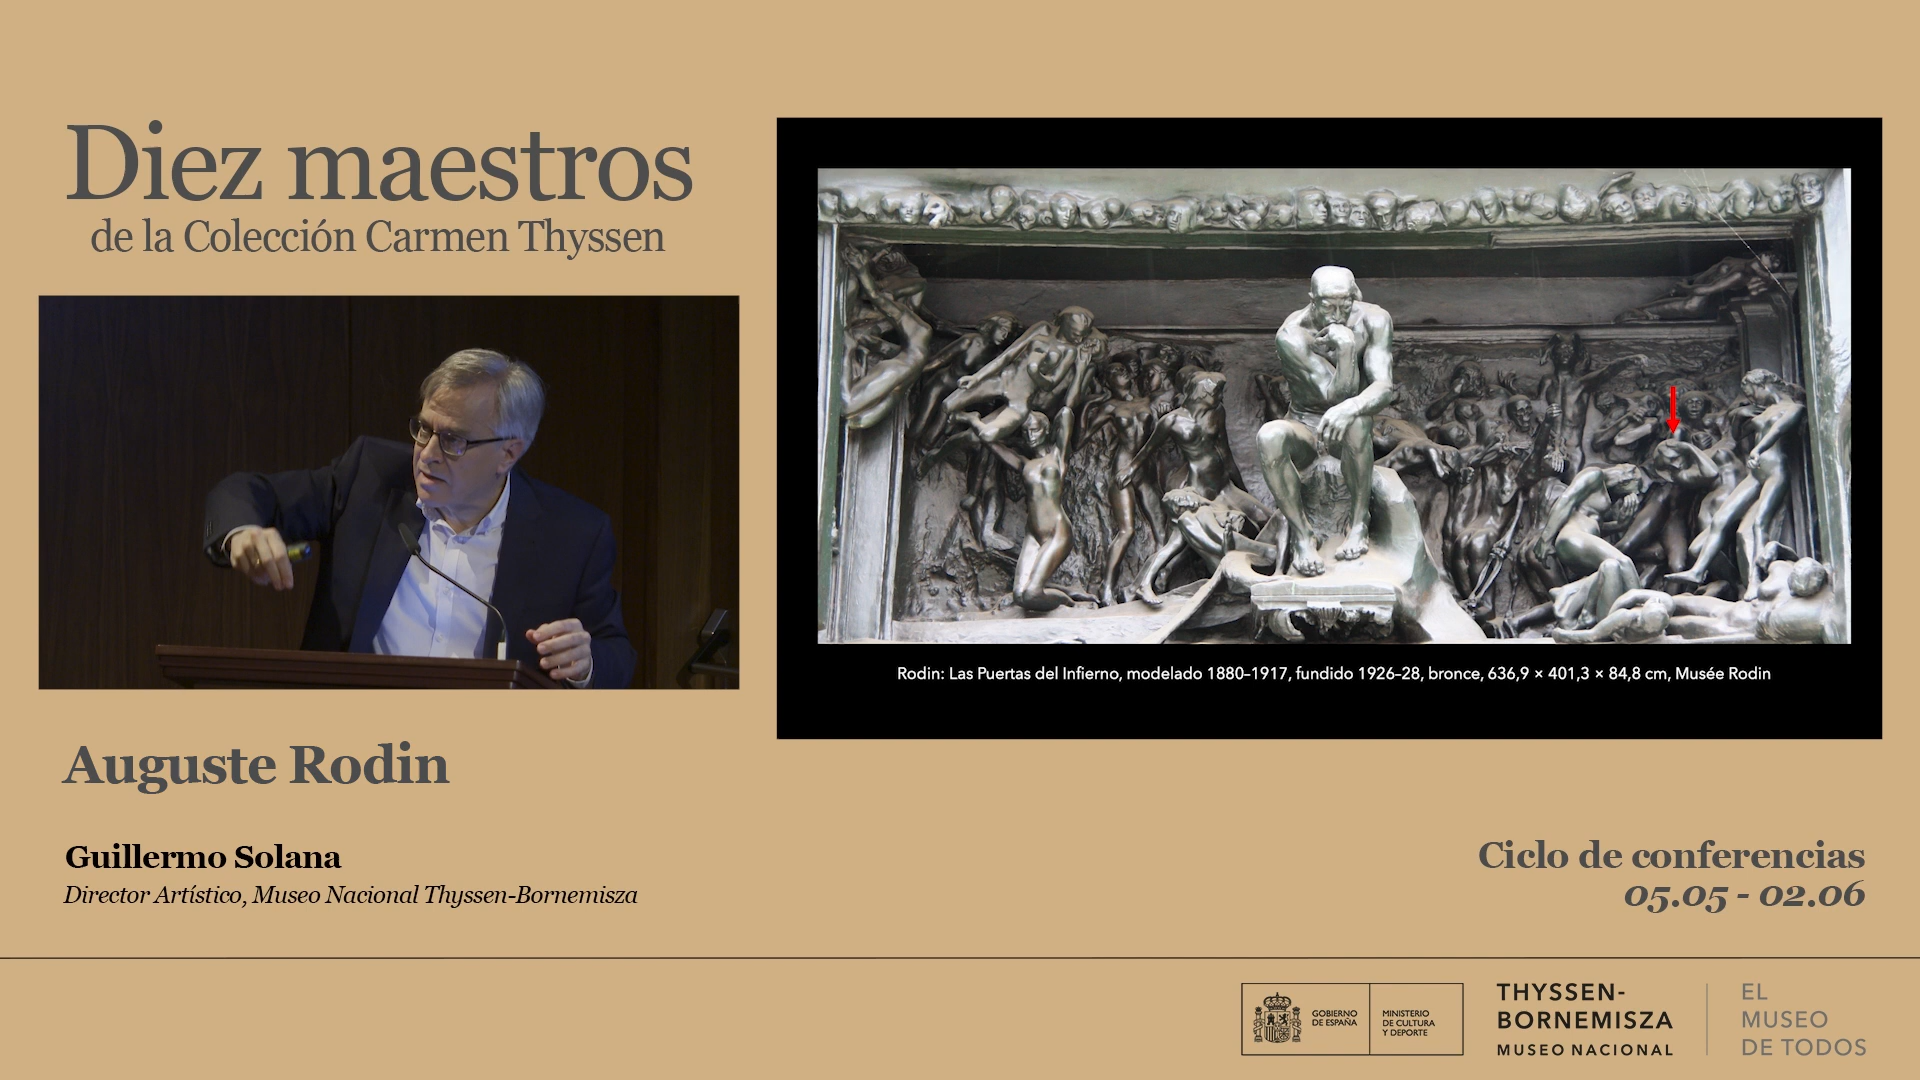 Diez maestros
de la Colección Carmen Thyssen
Rodin: Las Puertas del Infierno, modelado 1880–1917, fundido 1926–28, bronce, 636,9 × 401,3 × 84,8 cm, Musée Rodin
Auguste Rodin
Guillermo Solana
Director Artístico, Museo Nacional Thyssen-Bornemisza
Ciclo de conferencias
05.05 - 02.06
GOBIERNO
DE ESPAÑA
MINISTERIO
DE CULTURA
Y DEPORTE
THYSSEN-
BORNEMISZA
MUSEO NACIONAL
EL
MUSEO
DE TODOS